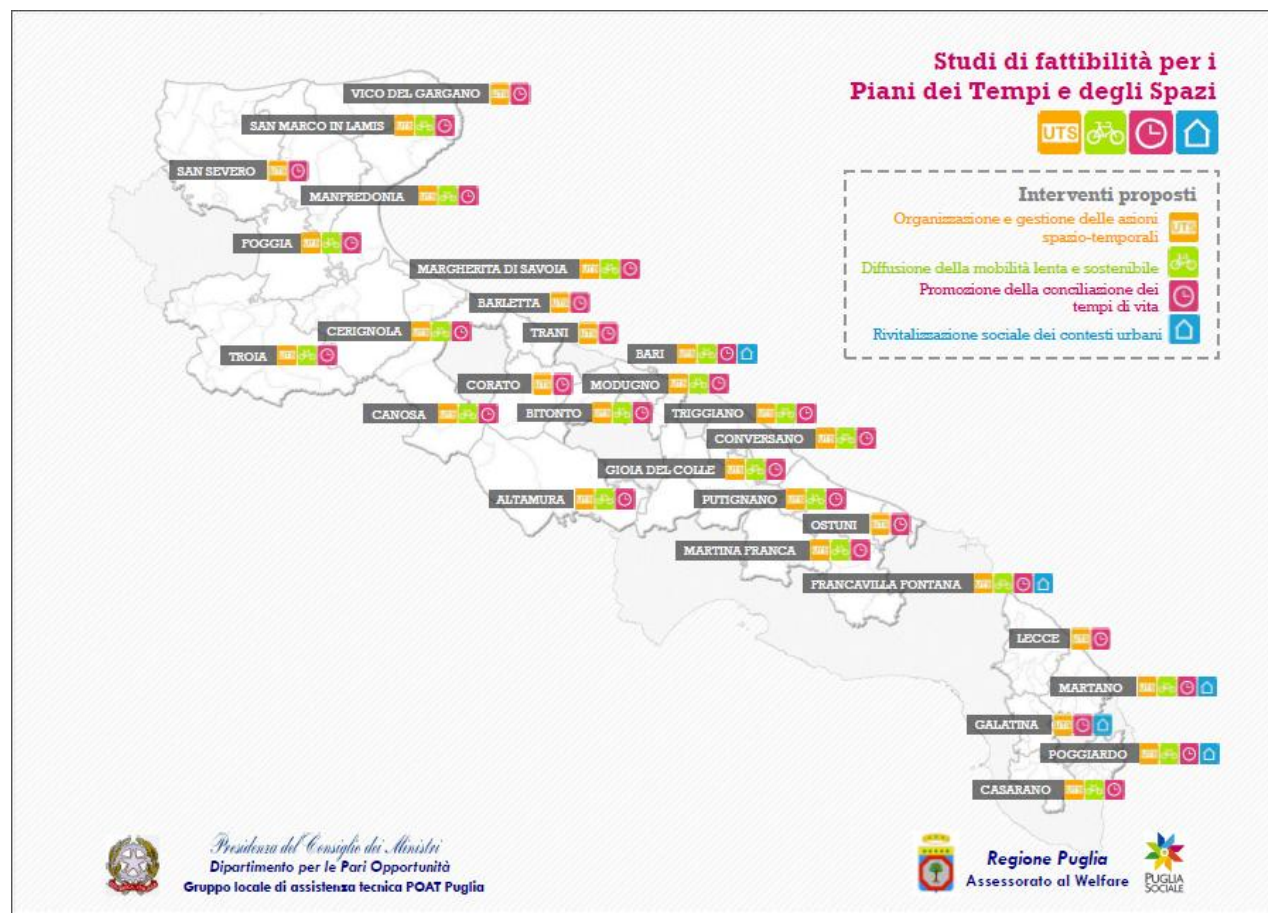 Studi di fattibilità per i
Piani dei Tempi e degli Spazi
UTS
Interventi proposti
Organizzazione e gestione delle azioni
spazio-temporali
UTS
Diffusione della mobilità lenta e sostenibile
Promozione della conciliazione dei
tempi di vita
Rivitalizzazione sociale dei contesti urbani
VICO DEL GARGANO
SAN MARCO IN LAMIS
SAN SEVERO
MANFREDONIA
FOGGIA
MARGHERITA DI SAVOIA
BARLETTA
CERIGNOLA
TRANI
TROIA
BARI
CORATO
MODUGNO
CANOSA
BITONTO
TRIGGIANO
CONVERSANO
GIOIA DEL COLLE
ALTAMURA
PUTIGNANO
OSTUNI
MARTINA FRANCA
FRANCAVILLA FONTANA
LECCE
MARTANO
GALATINA
POGGIARDO
CASARANO
Presidenza del Consiglio dei Ministri
Dipartimento per le Pari Opportunità
Gruppo locale di assistenza tecnica POAT Puglia
Regione Puglia
Assessorato al Welfare
PUGLIA
SOCIALE